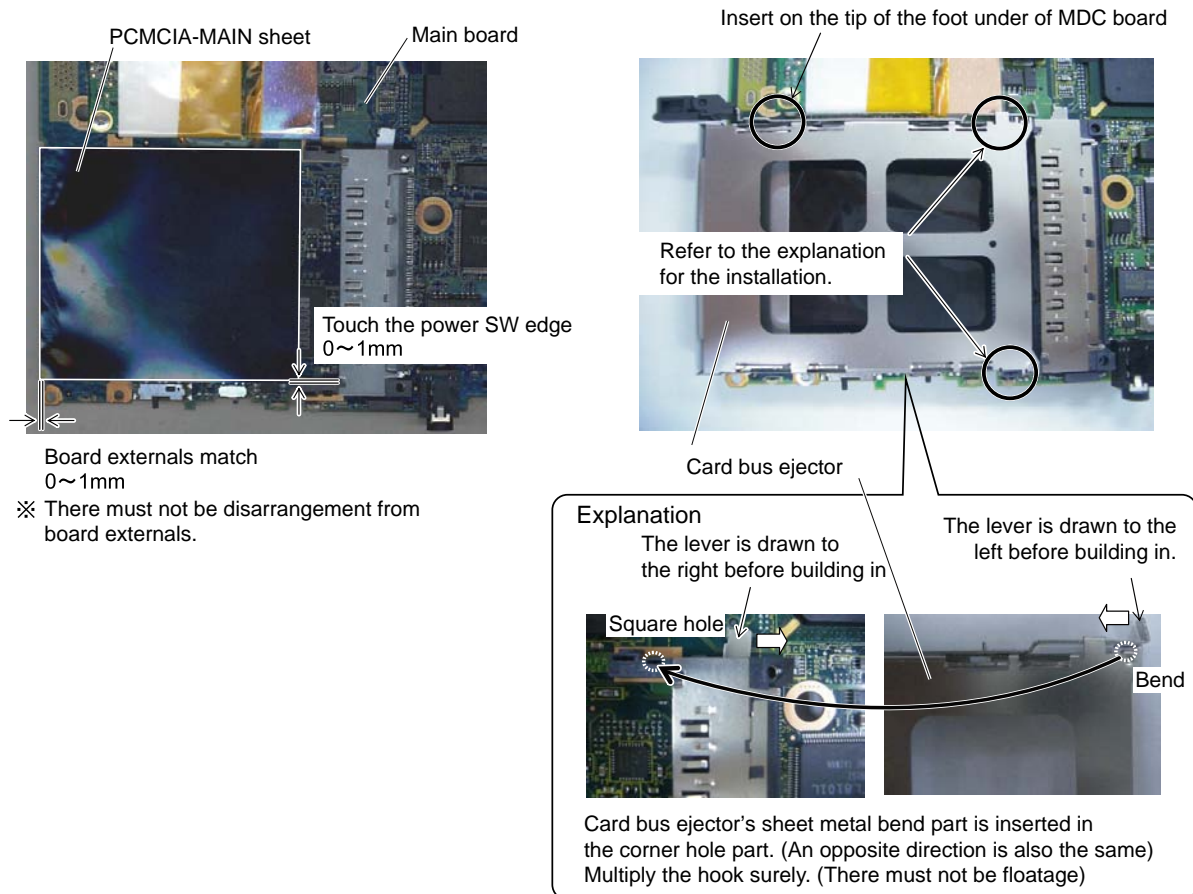 PCMCIA-MAIN sheet
Main board
Touch the power SW edge
0～1mm
Board externals match
0～1mm
※ There must not be disarrangement from
board externals.
Insert on the tip of the foot under of MDC board
Refer to the explanation
for the installation.
Card bus ejector
Explanation
The lever is drawn to
the right before building in
The lever is drawn to the
left before building in.
Square hole
Bend
Card bus ejector's sheet metal bend part is inserted in
the corner hole part. (An opposite direction is also the same)
Multiply the hook surely. (There must not be floatage)